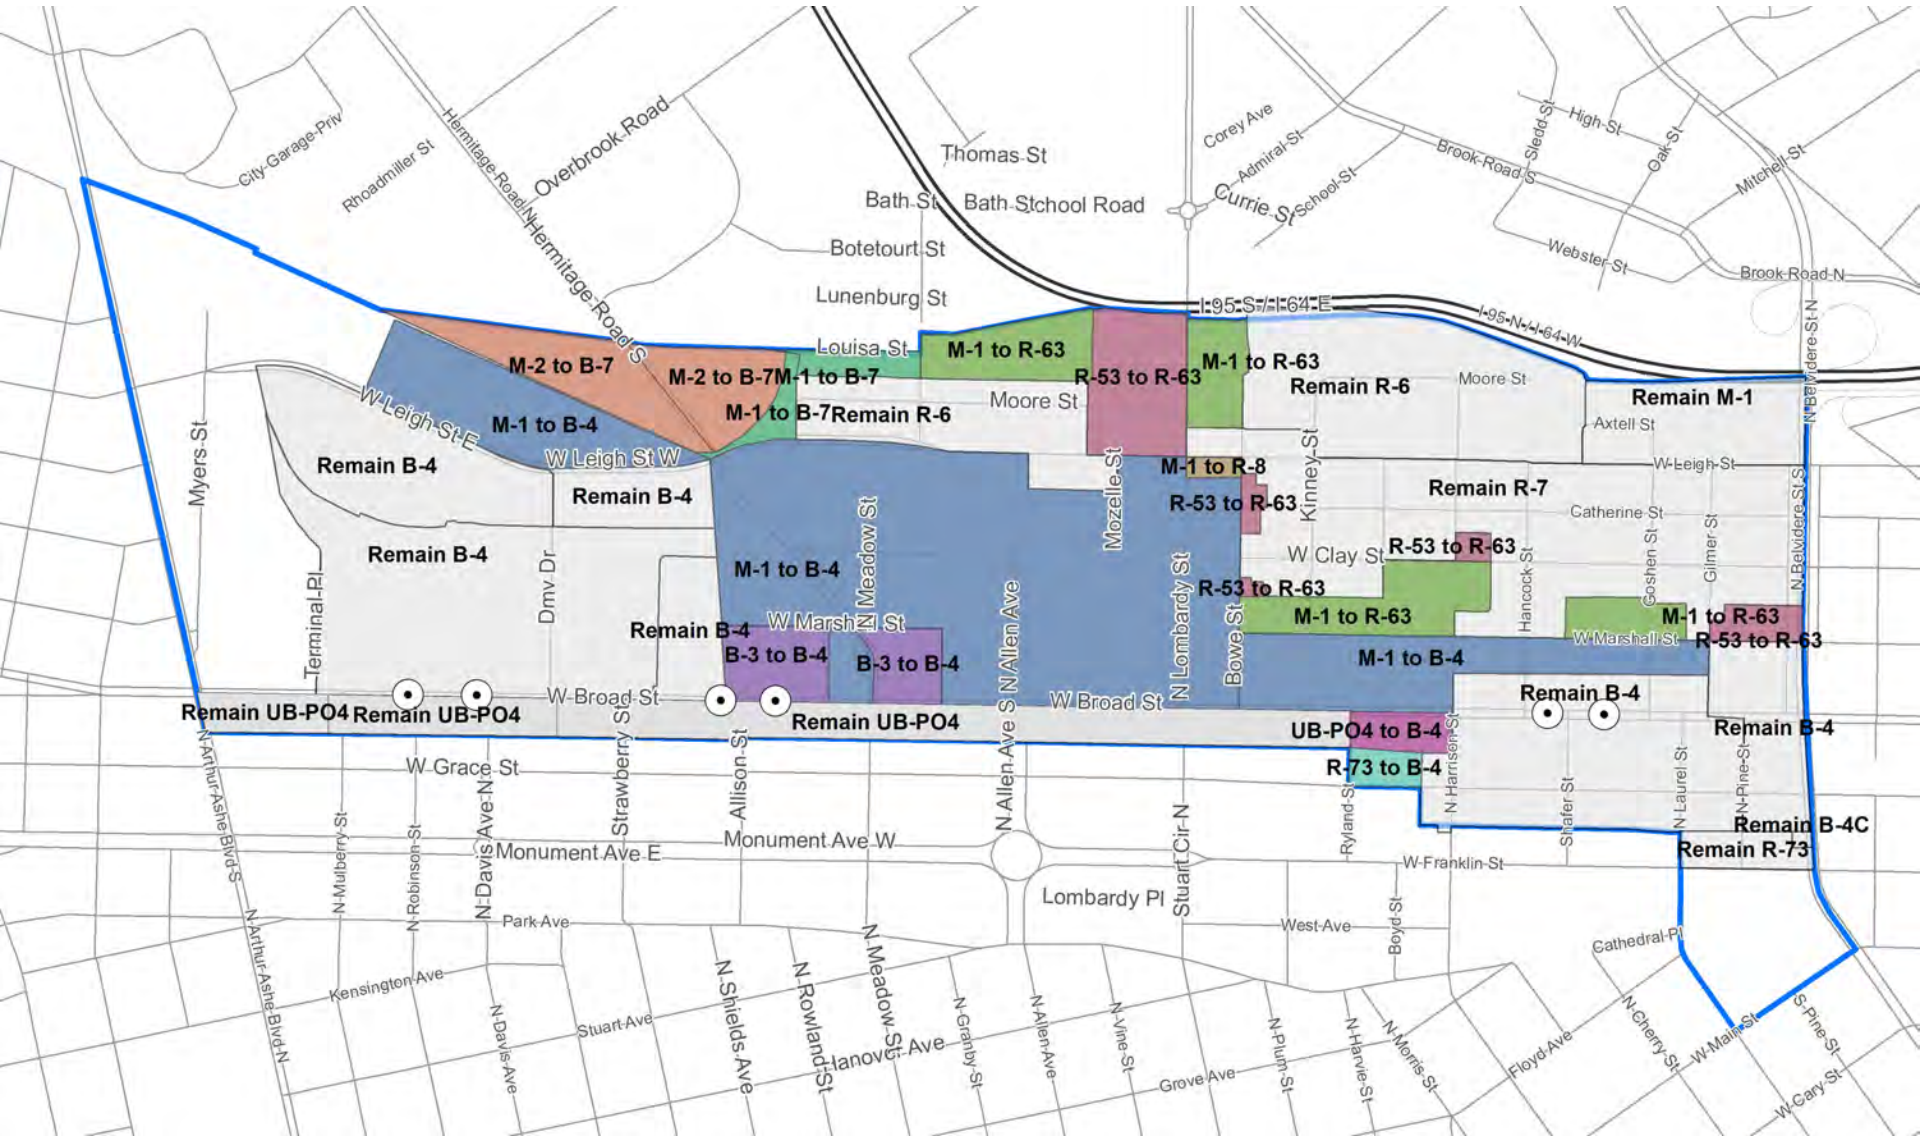 City-Garage-Priv
Rhoadmiller St
Hermitage-Road-N
Overbrook-Road
Hermitage-Road S
Thomas St
Bath-St
Bath-School Road
Botetourt St
Lunenburg St
Louisa St
Corey Ave
Admiral-St
Currie-St
School-St
Brook-Road-S
Sledd-St
High-St
Oak-St
Mitchell-St
Webster-St
Brook-Road-N
I-95 S / I-64 E
I-95-N / I-64-W
N-Belvidere-St-N
M-2 to B-7
M-2 to B-7
M-1 to B-7
M-1 to R-63
R-53 to R-63
M-1 to R-63
Remain R-6
Moore St
Remain M-1
Axtell St
M-1 to B-7
Remain R-6
Moore St
W-Leigh-St-E
M-1 to B-4
W Leigh St W
Myers-St
Remain B-4
Remain B-4
Mozelle-St
M-1 to R-8
R-53 to R-63
Kinney-St
W-Leigh-St
Remain R-7
Catherine St
N-Belvidere-St-S
Remain B-4
M-1 to B-4
N Meadow St
W Clay St
R-53 to R-63
Hancock-St
Goshen-St
Gilmer-St
R-53 to R-63
M-1 to R-63
M-1 to R-63
W Marshall St
R-53 to R-63
Terminal-Pl
Dmv-Dr
Remain B-4
W Marshall St
B-3 to B-4
B-3 to B-4
N-Allen-Ave S
N-Allen Ave
N Lombardy St
Bowe-St
M-1 to B-4
Remain B-4
Remain B-4
W-Broad St
W Broad St
Remain UB-PO4
Remain UB-PO4
Remain UB-PO4
UB-PO4 to B-4
R-73 to B-4
N-Arthur-Ashe-Blvd-S
W-Grace St
Strawberry St
Allison-St
N-Mulberry-St
N-Robinson-St
N-Davis-Ave-N
Monument Ave E
Monument Ave W
Stuart-Cir-N
Ryland-St
N-Harrison-St
Shafer-St
N-Laurel-St
N-Pine-St
Remain B-4C
Remain R-73
W-Franklin-St
Lombardy Pl
Park-Ave
West-Ave
Boyd-St
Cathedral-Pl
N-Arthur-Ashe-Blvd-N
Kensington-Ave
N-Davis-Ave
Stuart-Ave
N-Shields-Ave
N-Rowland-St
N-Meadow-St
Hanover-Ave
N-Granby-St
N-Allen-Ave
N-Vine-St
Grove-Ave
N-Plum-St
N-Harvie-St
N-Morris-St
Floyd-Ave
N-Cherry-St
W-Main-St
S-Pine-St
W-Cary-St